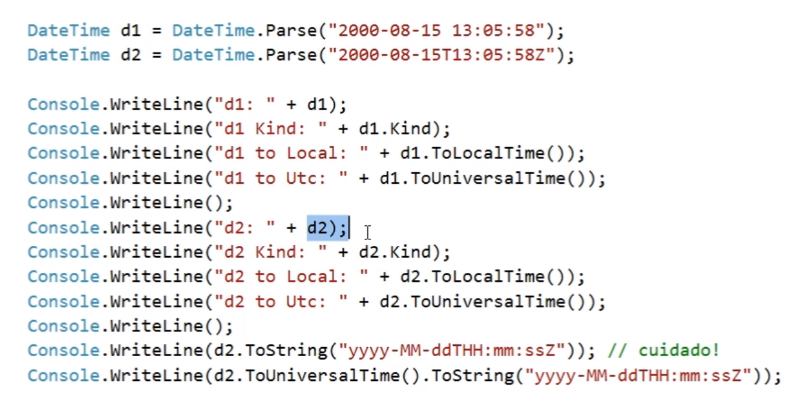 DateTime d1 = DateTime.Parse("2000-08-15 13:05:58");
DateTime d2 = DateTime.Parse("2000-08-15T13:05:58Z");
Console.WriteLine("d1: " + d1);
Console.WriteLine("d1 Kind: " + d1.Kind);
Console.WriteLine("d1 to Local: " + d1.ToLocalTime());
Console.WriteLine("d1 to Utc: " + d1.ToUniversalTime());
Console.WriteLine();
Console.WriteLine("d2: " + d2);
Console.WriteLine("d2 Kind: " + d2.Kind);
Console.WriteLine("d2 to Local: " + d2.ToLocalTime());
Console.WriteLine("d2 to Utc: " + d2.ToUniversalTime());
Console.WriteLine();
Console.WriteLine(d2.ToString("yyyy-MM-ddTHH:mm:ssZ")); // cuidado!
Console.WriteLine(d2.ToUniversalTime().ToString("yyyy-MM-ddTHH:mm:ssZ"));